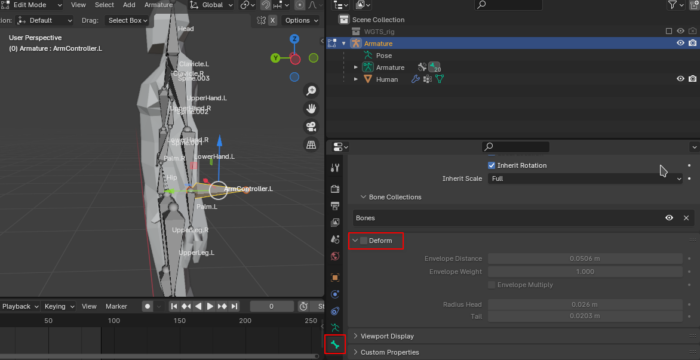 Edit Mode View Select Add Armature Global
Default Drag: Select Box Options
User Perspective
(0) Armature : ArmController.L
Head
Clavicle.L
Clavicle.R
Spine.003
UpperHand.L
UpperHand.R
Spine.002
LowerHand.R
Spine.001
LowerHand.L
Palm.R
Hip
ArmController.L
Palm.L
UpperLeg.R
UpperLeg.L
Z
Y
Playback Keying View Marker 0 St
50 100 150 200 250
Scene Collection
WGTS_rig
Armature
Pose
Armature
Human
Inherit Rotation
Inherit Scale Full
Bone Collections
Bones
Deform
Envelope Distance 0.0506 m
Envelope Weight 1.000
Envelope Multiply
Radius Head 0.026 m
Tail 0.0203 m
Viewport Display
Custom Properties